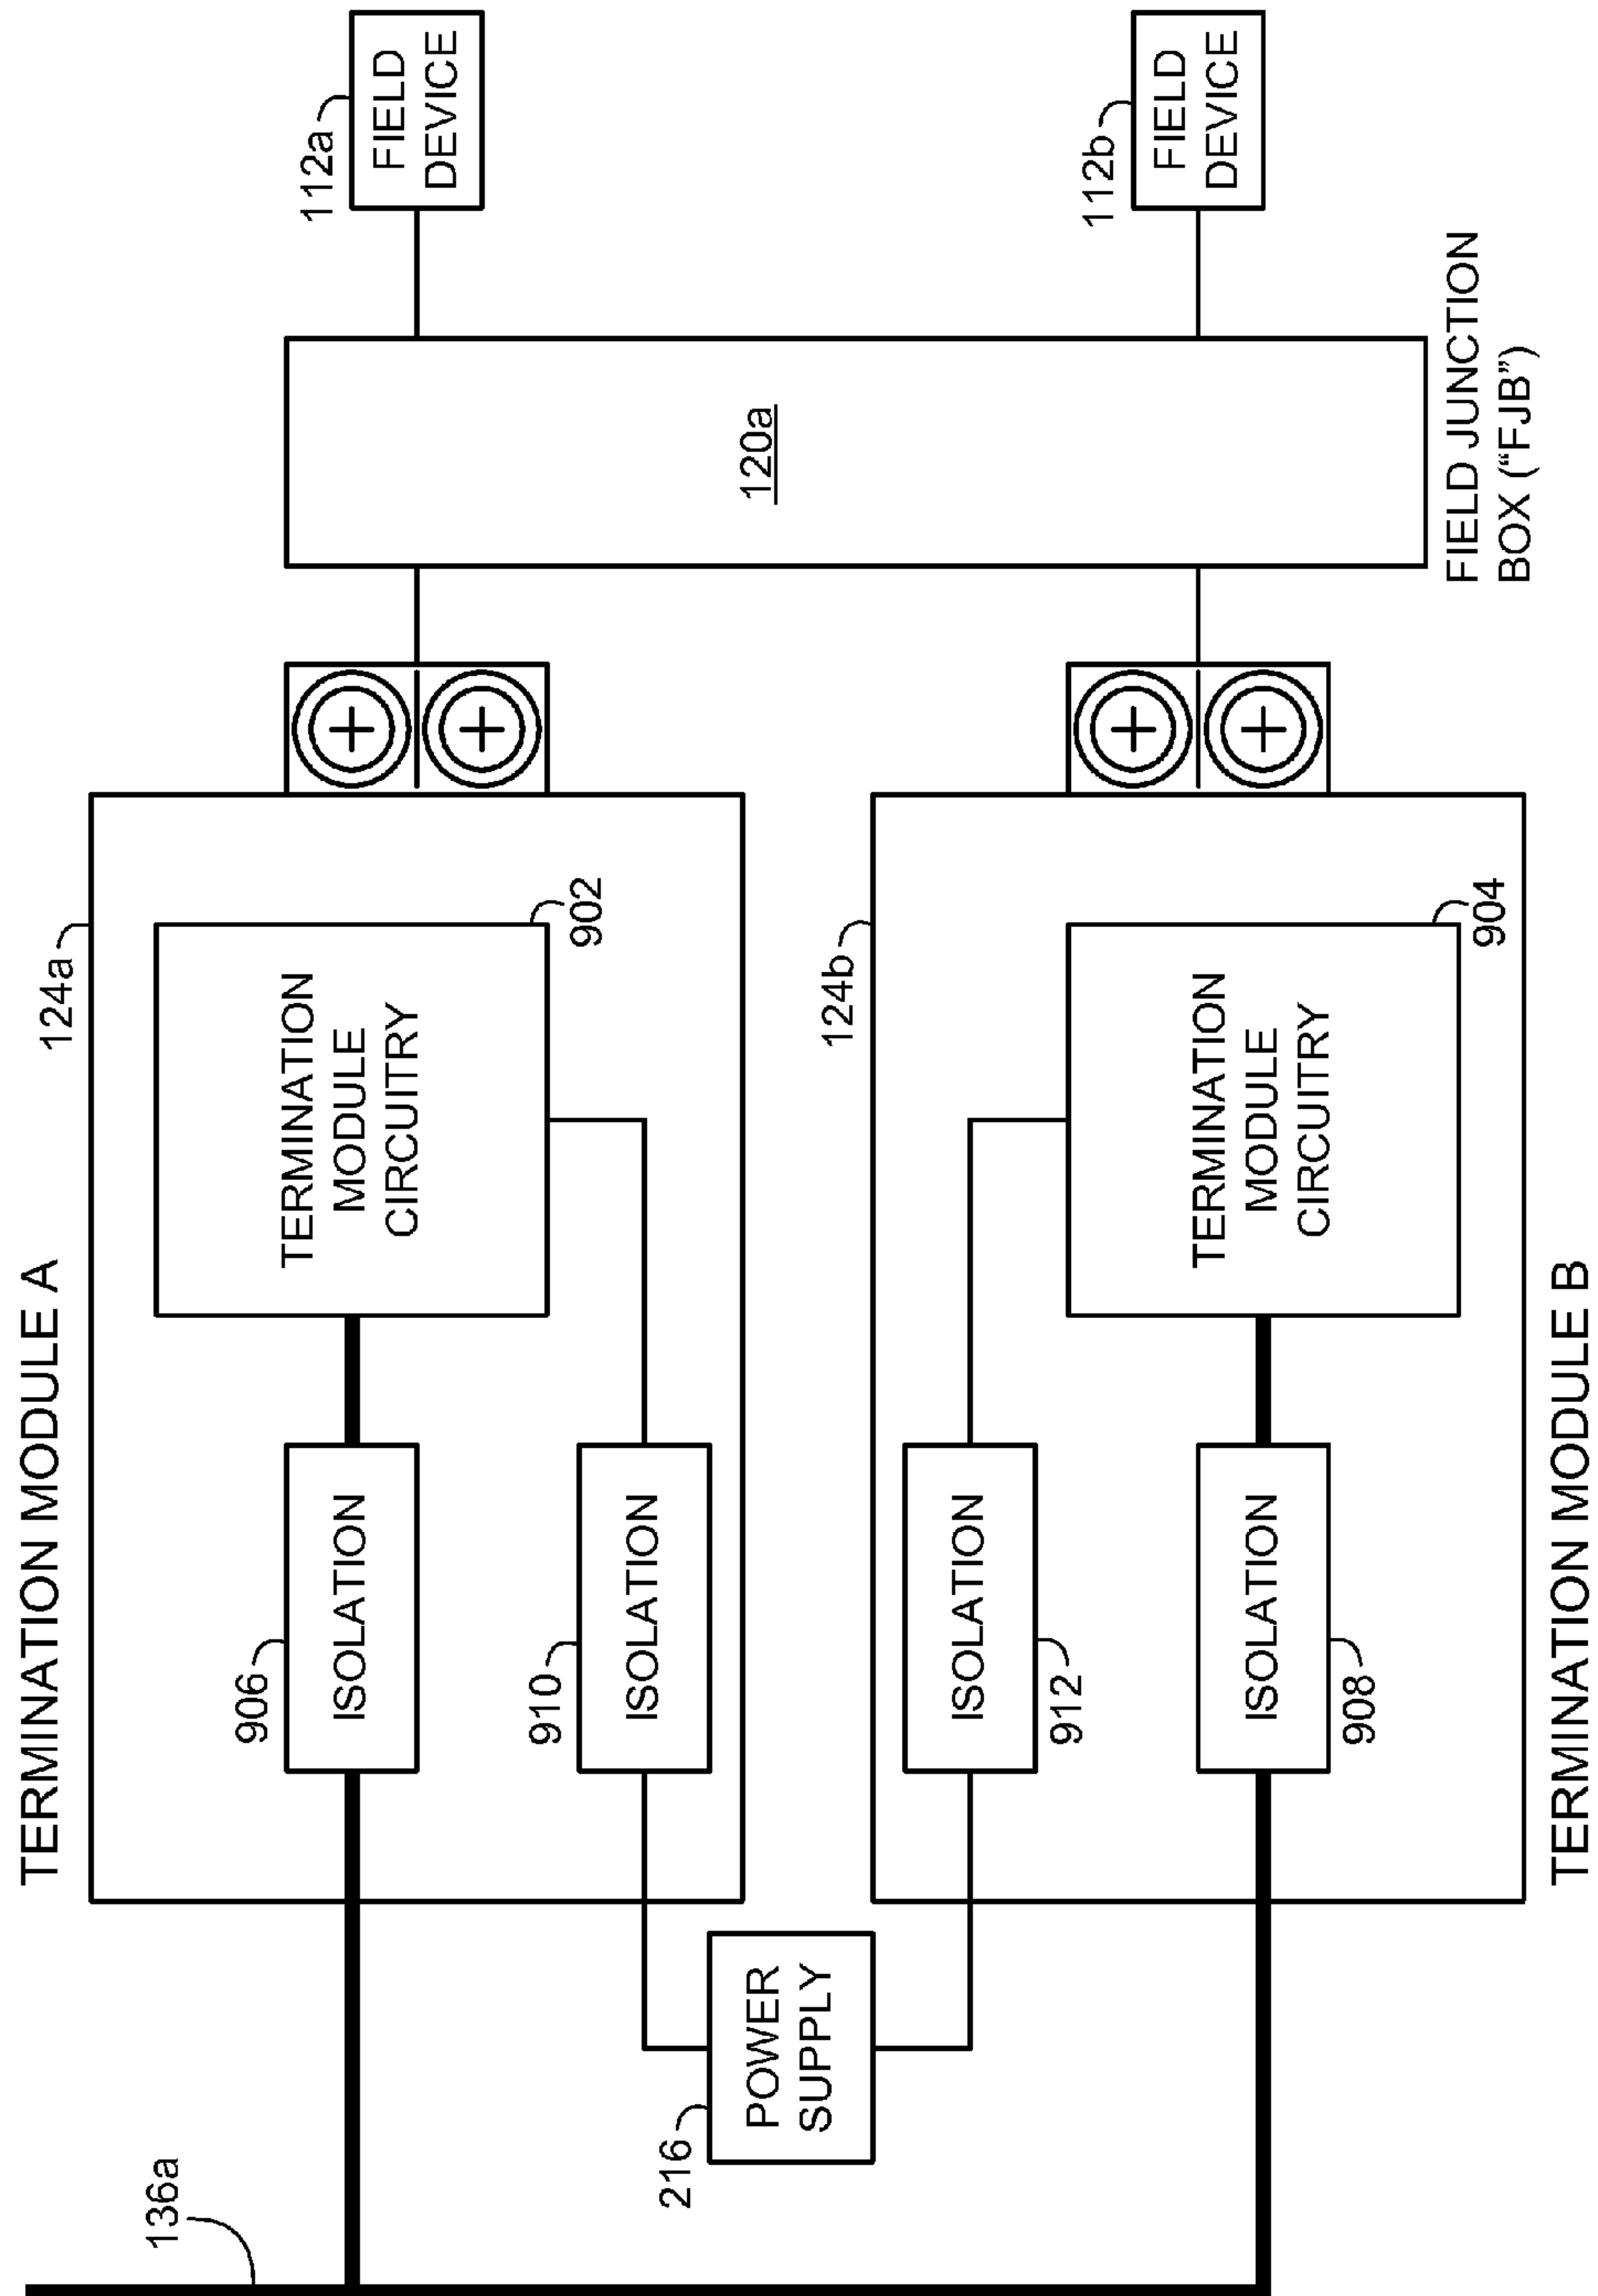 TERMINATION MODULE A
136a
124a
906
ISOLATION
TERMINATION
MODULE
CIRCUITRY
902
910
ISOLATION
112a
FIELD
DEVICE
216
POWER
SUPPLY
120a
124b
912
ISOLATION
TERMINATION
MODULE
CIRCUITRY
904
908
ISOLATION
112b
FIELD
DEVICE
FIELD JUNCTION
BOX (“FJB”)
TERMINATION MODULE B